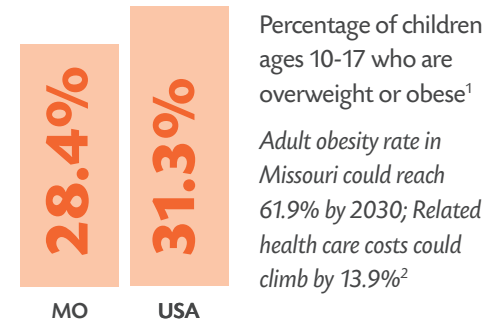 28.4%
MO
31.3%
USA
Percentage of children
ages 10-17 who are
overweight or obese¹
Adult obesity rate in
Missouri could reach
61.9% by 2030; Related
health care costs could
climb by 13.9%²